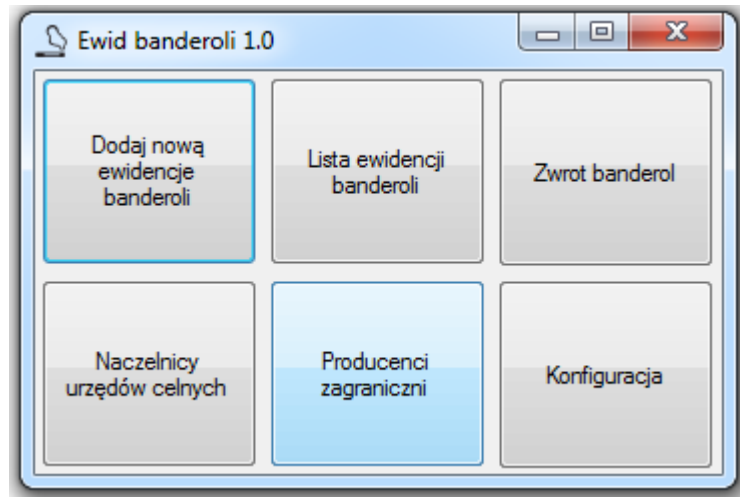 Ewid banderoli 1.0
Dodaj nową
ewidencje
banderoli
Lista ewidencji
banderoli
Zwrot banderol
Naczelnicy
urzędów celnych
Producenci
zagraniczni
Konfiguracja